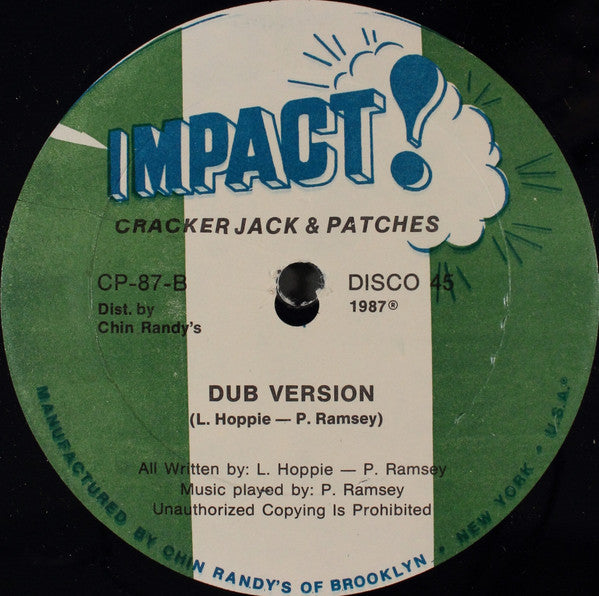 IMPACT!
CRACKER JACK & PATCHES
CP-87-B
DISCO 45
Dist. by
Chin Randy's
1987®
DUB VERSION
(L. Hoppie — P. Ramsey)
All Written by: L. Hoppie — P. Ramsey
Music played by: P. Ramsey
Unauthorized Copying Is Prohibited
MANUFACTURED BY CHIN RANDY'S OF BROOKLYN • NEW YORK • U.S.A.®